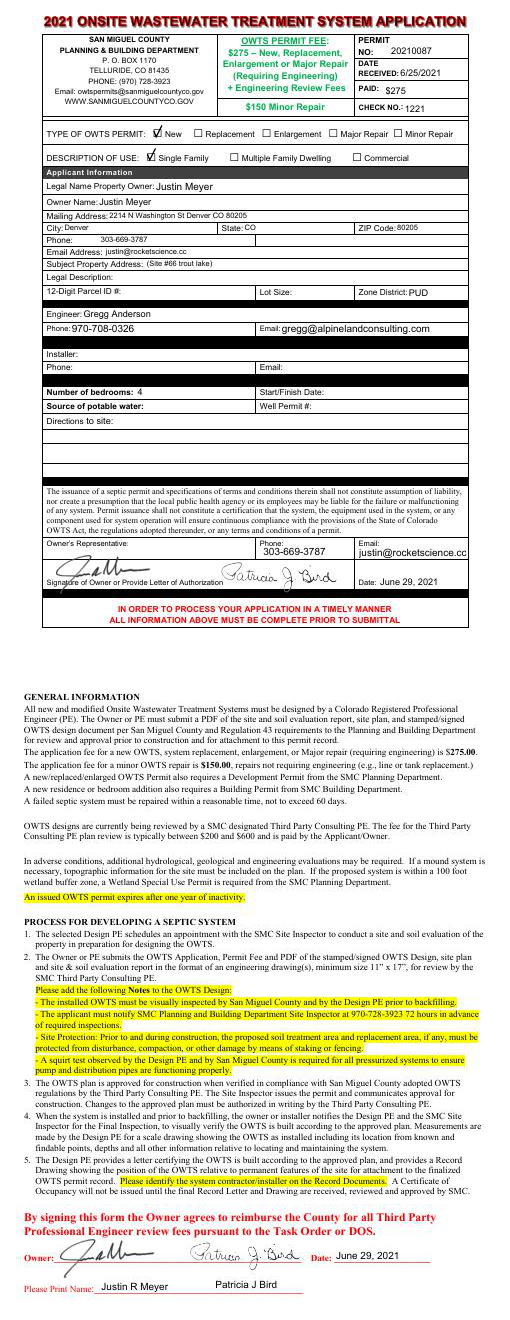 2021 ONSITE WASTEWATER TREATMENT SYSTEM APPLICATION
SAN MIGUEL COUNTY
PLANNING & BUILDING DEPARTMENT
P. O. BOX 1170
TELLURIDE, CO 81435
PHONE: (970) 728-3923
Email: owtspermits@sanmiguelcountyco.gov
WWW.SANMIGUELCOUNTYCO.GOV
OWTS PERMIT FEE:
$275 – New, Replacement,
Enlargement or Major Repair
(Requiring Engineering)
+ Engineering Review Fees
$150 Minor Repair
PERMIT
NO: 20210087
DATE
RECEIVED: 6/25/2021
PAID: $275
CHECK NO.: 1221
TYPE OF OWTS PERMIT: ☑ New ☐ Replacement ☐ Enlargement ☐ Major Repair ☐ Minor Repair
DESCRIPTION OF USE: ☑ Single Family ☐ Multiple Family Dwelling ☐ Commercial
Applicant Information
Legal Name Property Owner: Justin Meyer
Owner Name: Justin Meyer
Mailing Address: 2214 N Washington St Denver CO 80205
City: Denver State: CO ZIP Code: 80205
Phone: 303-669-3787
Email Address: justin@rocketscience.cc
Subject Property Address: (Site #66 trout lake)
Legal Description:
12-Digit Parcel ID #: Lot Size: Zone District: PUD
Engineer: Gregg Anderson
Phone: 970-708-0326 Email: gregg@alpinelandconsulting.com
Installer:
Phone: Email:
Number of bedrooms: 4 Start/Finish Date:
Source of potable water: Well Permit #:
Directions to site:
The issuance of a septic permit and specifications of terms and conditions therein shall not constitute assumption of liability,
nor create a presumption that the local public health agency or its employees may be liable for the failure or malfunctioning
of any system. Permit issuance shall not constitute a certification that the system, the equipment used in the system, or any
component used for system operation will ensure continuous compliance with the provisions of the State of Colorado
OWTS Act, the regulations adopted thereunder, or any terms and conditions of a permit.
Owner's Representative: Phone: Email:
303-669-3787 justin@rocketscience.cc
Patricia J. Bird
Signature of Owner or Provide Letter of Authorization Date: June 29, 2021
IN ORDER TO PROCESS YOUR APPLICATION IN A TIMELY MANNER
ALL INFORMATION ABOVE MUST BE COMPLETE PRIOR TO SUBMITTAL
GENERAL INFORMATION
All new and modified Onsite Wastewater Treatment Systems must be designed by a Colorado Registered Professional
Engineer (PE). The Owner or PE must submit a PDF of the site and soil evaluation report, site plan, and stamped/signed
OWTS design document per San Miguel County and Regulation 43 requirements to the Planning and Building Department
for review and approval prior to construction and for attachment to this permit record.
The application fee for a new OWTS, system replacement, enlargement, or Major repair (requiring engineering) is $275.00.
The application fee for a minor OWTS repair is $150.00, repairs not requiring engineering (e.g., line or tank replacement.)
A new/replaced/enlarged OWTS Permit also requires a Development Permit from the SMC Planning Department.
A new residence or bedroom addition also requires a Building Permit from SMC Building Department.
A failed septic system must be repaired within a reasonable time, not to exceed 60 days.
OWTS designs are currently being reviewed by a SMC designated Third Party Consulting PE. The fee for the Third Party
Consulting PE plan review is typically between $200 and $600 and is paid by the Applicant/Owner.
In adverse conditions, additional hydrological, geological and engineering evaluations may be required. If a mound system is
necessary, topographic information for the site must be included on the plan. If the proposed system is within a 100 foot
wetland buffer zone, a Wetland Special Use Permit is required from the SMC Planning Department.
An issued OWTS permit expires after one year of inactivity.
PROCESS FOR DEVELOPING A SEPTIC SYSTEM
1. The selected Design PE schedules an appointment with the SMC Site Inspector to conduct a site and soil evaluation of the
property in preparation for designing the OWTS.
2. The Owner or PE submits the OWTS Application, Permit Fee and PDF of the stamped/signed OWTS Design, site plan
and site & soil evaluation report in the format of an engineering drawing(s), minimum size 11" x 17", for review by the
SMC Third Party Consulting PE.
Please add the following Notes to the OWTS Design:
- The installed OWTS must be visually inspected by San Miguel County and by the Design PE prior to backfilling.
- The applicant must notify SMC Planning and Building Department Site Inspector at 970-728-3923 72 hours in advance
of required inspections.
- Site Protection: Prior to and during construction, the proposed soil treatment area and replacement area, if any, must be
protected from disturbance, compaction, or other damage by means of staking or fencing.
- A squirt test observed by the Design PE and by San Miguel County is required for all pressurized systems to ensure
pump and distribution pipes are functioning properly.
3. The OWTS plan is approved for construction when verified in compliance with San Miguel County adopted OWTS
regulations by the Third Party Consulting PE. The Site Inspector issues the permit and communicates approval for
construction. Changes to the approved plan must be authorized in writing by the Third Party Consulting PE.
4. When the system is installed and prior to backfilling, the owner or installer notifies the Design PE and the SMC Site
Inspector for the Final Inspection, to visually verify the OWTS is built according to the approved plan. Measurements are
made by the Design PE for a scale drawing showing the OWTS as installed including its location from known and
findable points, depths and all other information relative to locating and maintaining the system.
5. The Design PE provides a letter certifying the OWTS is built according to the approved plan, and provides a Record
Drawing showing the position of the OWTS relative to permanent features of the site for attachment to the finalized
OWTS permit record. Please identify the system contractor/installer on the Record Documents. A Certificate of
Occupancy will not be issued until the final Record Letter and Drawing are received, reviewed and approved by SMC.
By signing this form the Owner agrees to reimburse the County for all Third Party
Professional Engineer review fees pursuant to the Task Order or DOS.
Owner: Patricia J. Bird Date: June 29, 2021
Please Print Name: Justin R Meyer Patricia J Bird